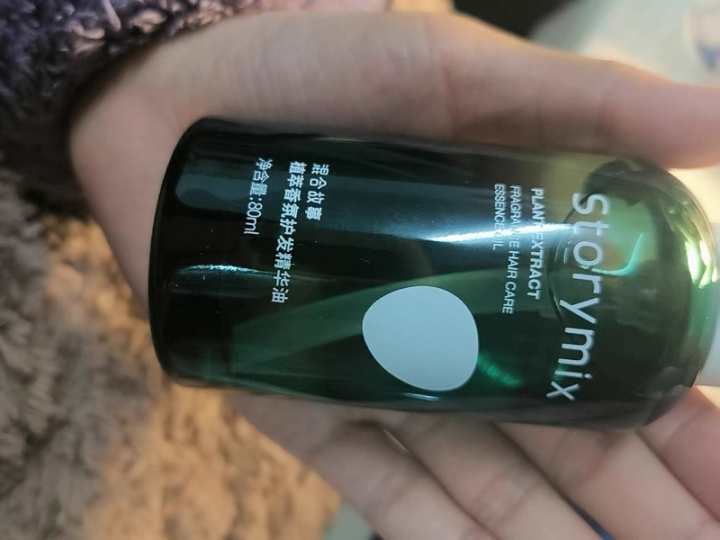 Storymix
PLANT EXTRACT
FRAGRANCE HAIR CARE
ESSENCE OIL
混合故事
植萃香氛护发精华油
净含量:80ml